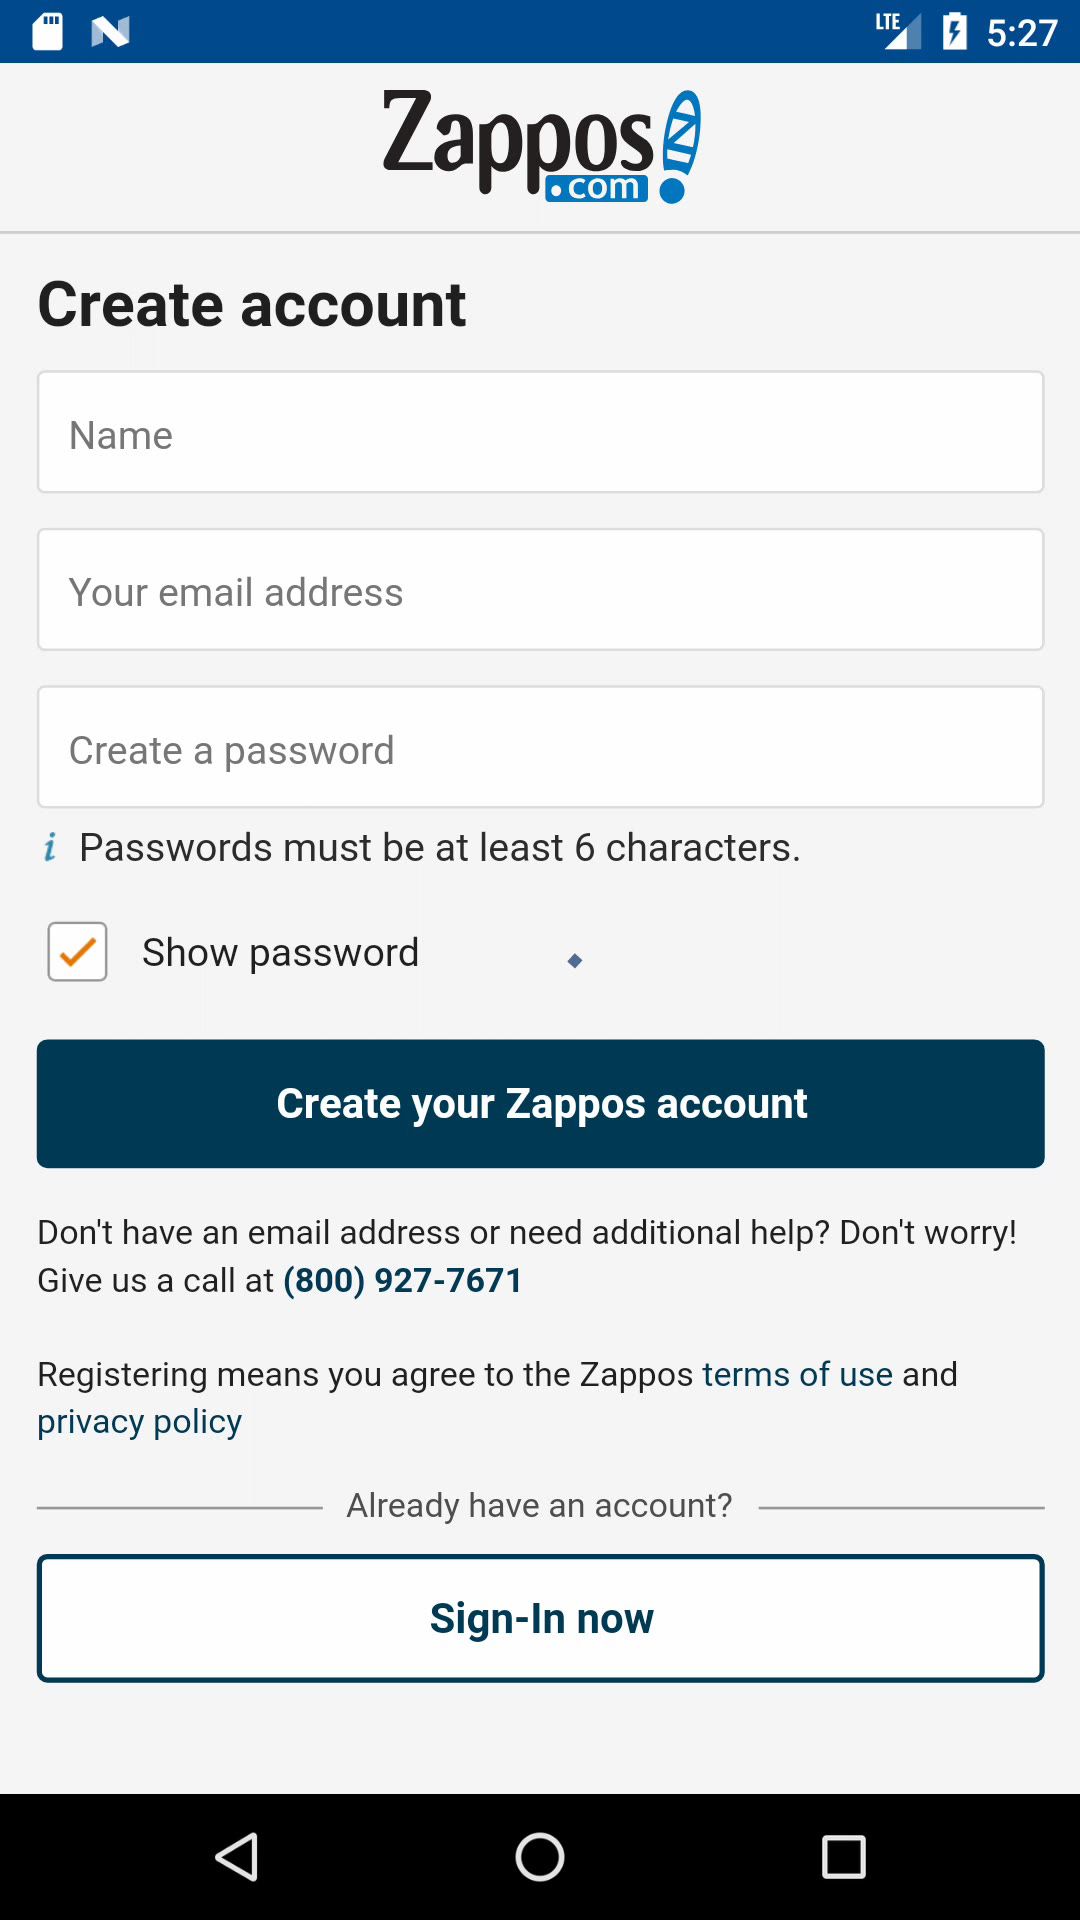 LTE 5:27
Zappos
.com
Create account
Name
Your email address
Create a password
i Passwords must be at least 6 characters.
Show password
Create your Zappos account
Don't have an email address or need additional help? Don't worry!
Give us a call at (800) 927-7671
Registering means you agree to the Zappos terms of use and
privacy policy
Already have an account?
Sign-In now